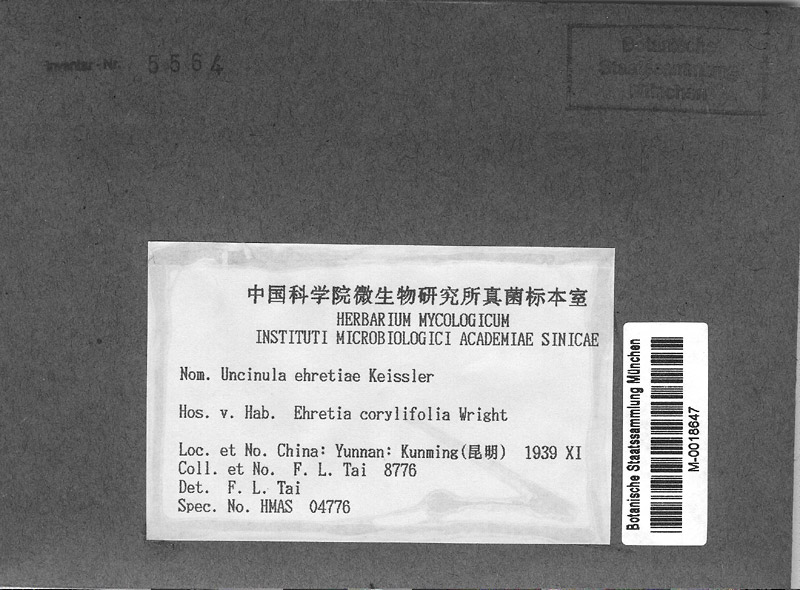 Inventar-Nr. 5564
Botanische
Staatssammlung
München
中国科学院微生物研究所真菌标本室
HERBARIUM MYCOLOGICUM
INSTITUTI MICROBIOLOGICI ACADEMIAE SINICAE
Nom. Uncinula ehretiae Keissler
Hos. v. Hab. Ehretia corylifolia Wright
Loc. et No. China: Yunnan: Kunming(昆明) 1939 XI
Coll. et No. F. L. Tai 8776
Det. F. L. Tai
Spec. No. HMAS 04776
Botanische Staatssammlung München
M-0018647